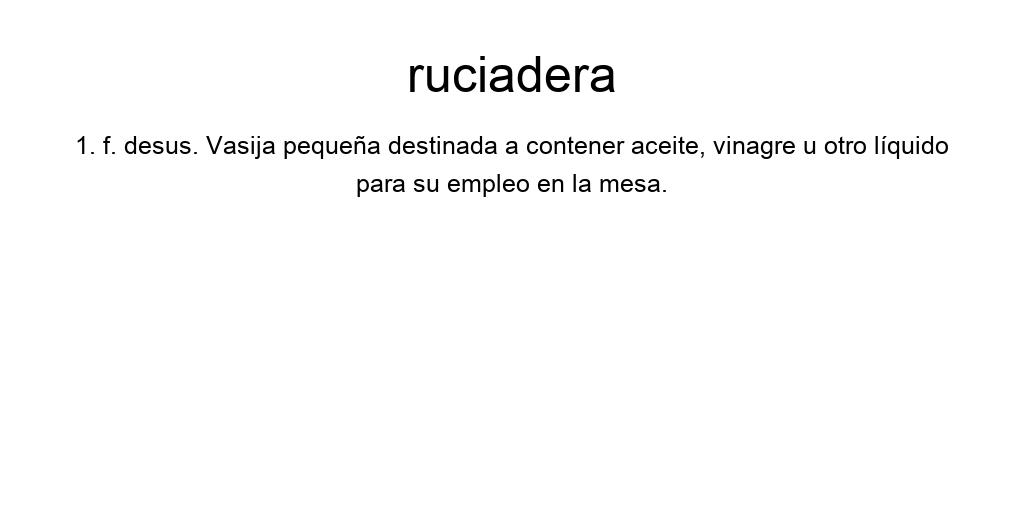 ruciadera
1. f. desus. Vasija pequeña destinada a contener aceite, vinagre u otro líquido
para su empleo en la mesa.